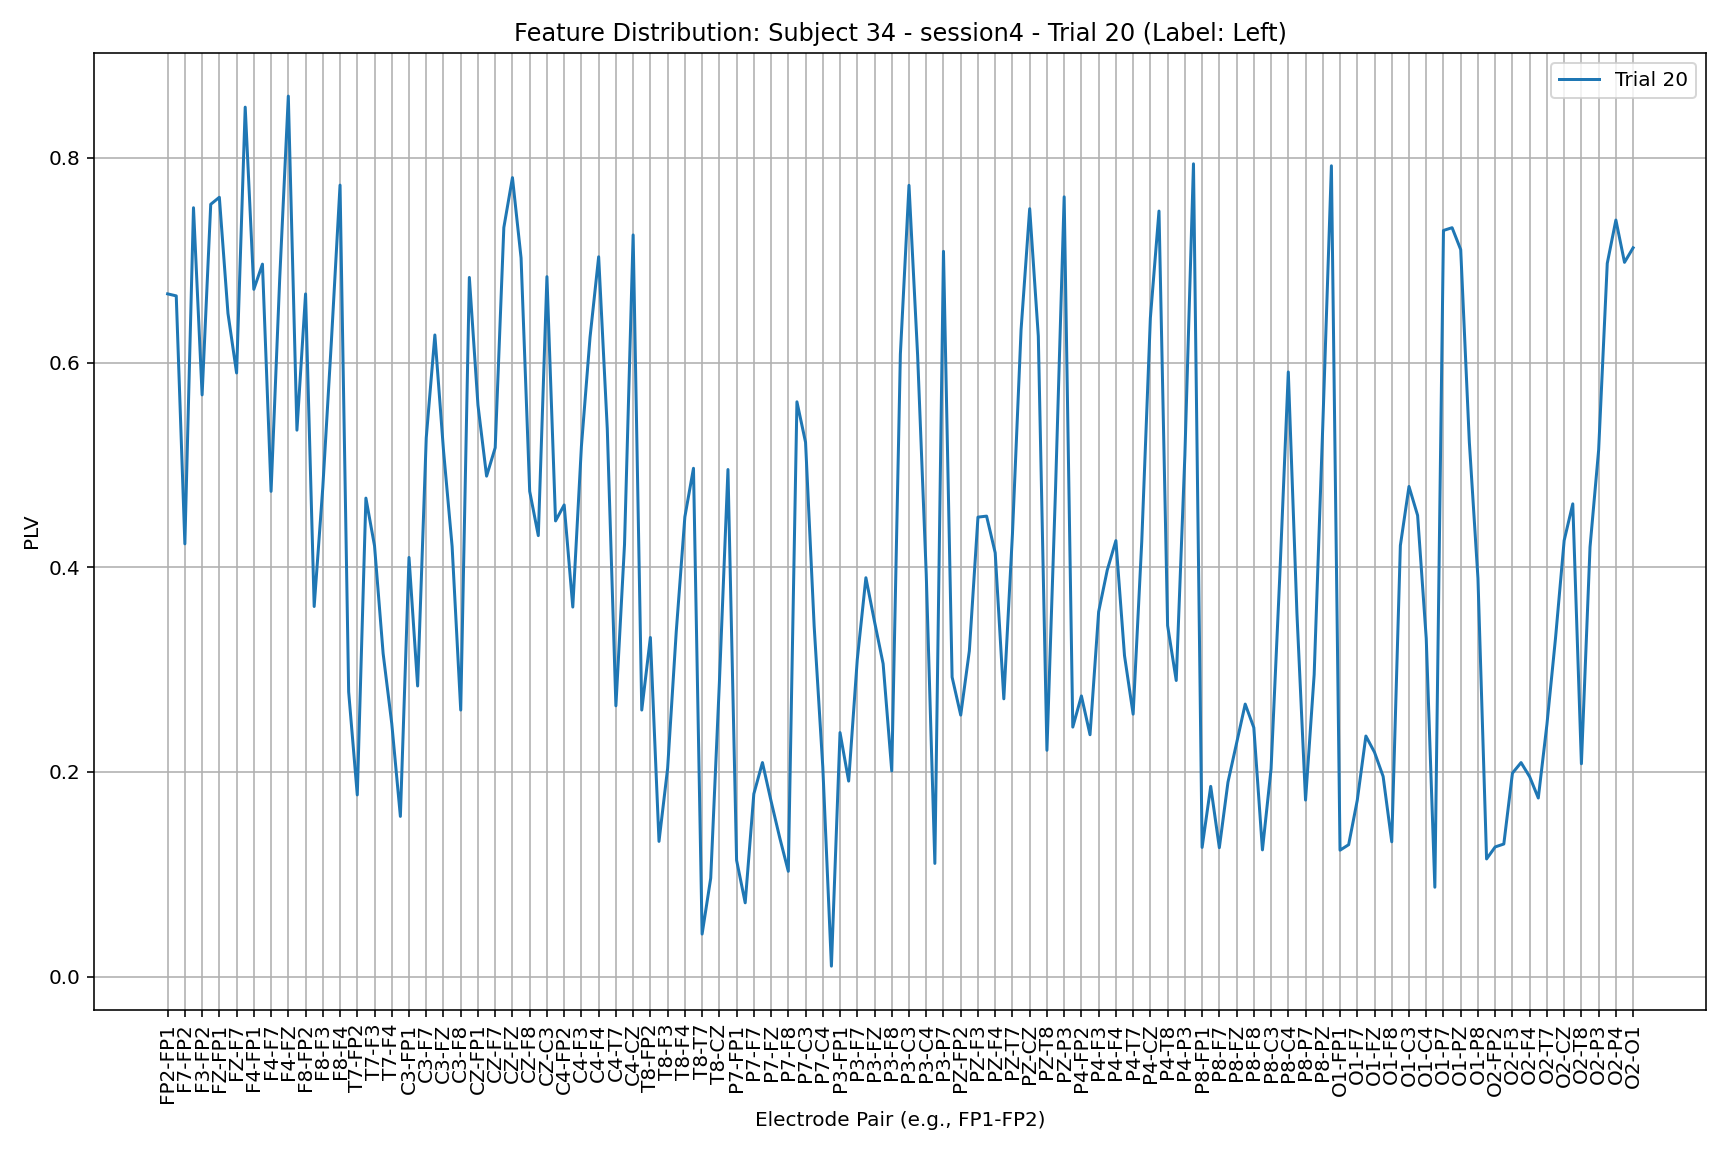 Feature Distribution: Subject 34 - session4 - Trial 20 (Label: Left)
Trial 20
PLV
0.8
0.6
0.4
0.2
0.0
FP2-FP1
F7-FP2
F3-FP2
FZ-FP1
FZ-F7
F4-FP1
F4-F7
F4-FZ
F8-FP2
F8-F3
F8-F4
T7-FP2
T7-F3
T7-F4
C3-FP1
C3-F7
C3-FZ
C3-F8
CZ-FP1
CZ-F7
CZ-FZ
CZ-F8
CZ-C3
C4-FP2
C4-F3
C4-F4
C4-T7
C4-CZ
T8-FP2
T8-F3
T8-F4
T8-T7
T8-CZ
P7-FP1
P7-F7
P7-FZ
P7-F8
P7-C3
P7-C4
P3-FP1
P3-F7
P3-FZ
P3-F8
P3-C3
P3-C4
P3-P7
PZ-FP2
PZ-F3
PZ-F4
PZ-T7
PZ-CZ
PZ-T8
PZ-P3
P4-FP2
P4-F3
P4-F4
P4-T7
P4-CZ
P4-T8
P4-P3
P8-FP1
P8-F7
P8-FZ
P8-F8
P8-C3
P8-C4
P8-P7
P8-PZ
O1-FP1
O1-F7
O1-FZ
O1-F8
O1-C3
O1-C4
O1-P7
O1-PZ
O1-P8
O2-FP2
O2-F3
O2-F4
O2-T7
O2-CZ
O2-T8
O2-P3
O2-P4
O2-O1
Electrode Pair (e.g., FP1-FP2)